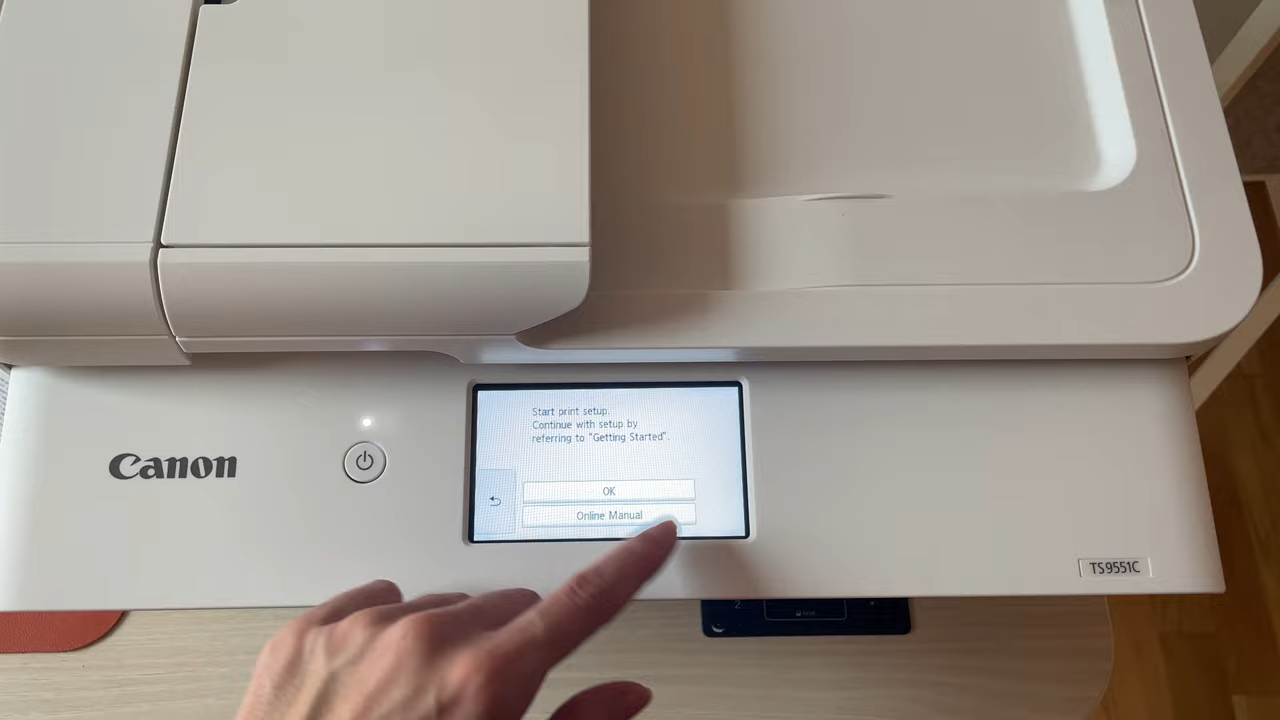 Canon
Start print setup.
Continue with setup by
referring to "Getting Started".
OK
Online Manual
TS9551C